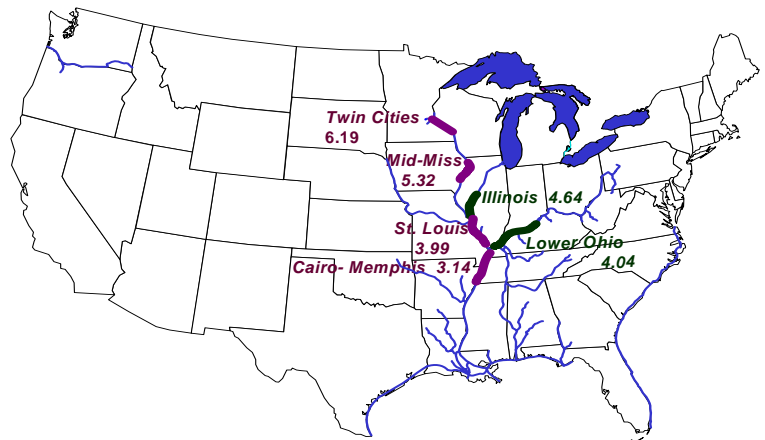 Twin Cities
6.19
Mid-Miss
5.32
Illinois 4.64
St. Louis
3.99
Lower Ohio
4.04
Cairo- Memphis 3.14